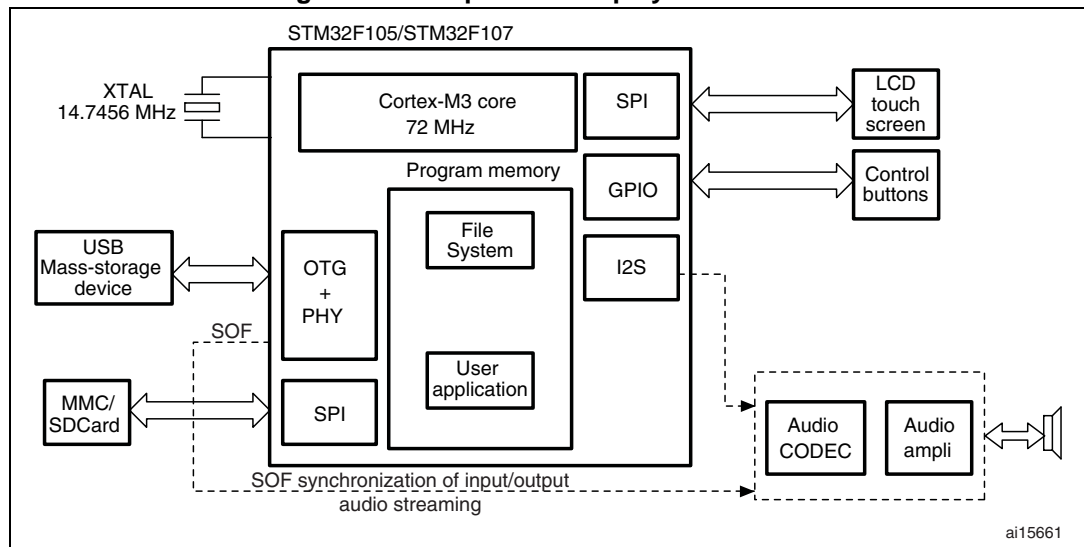 STM32F105/STM32F107
XTAL
14.7456 MHz
Cortex-M3 core
72 MHz
SPI
LCD
touch
screen
Program memory
GPIO
Control
buttons
File
System
I2S
USB
Mass-storage
device
OTG
+
PHY
SOF
User
application
MMC/
SDCard
SPI
Audio
CODEC
Audio
ampli
SOF synchronization of input/output
audio streaming
ai15661